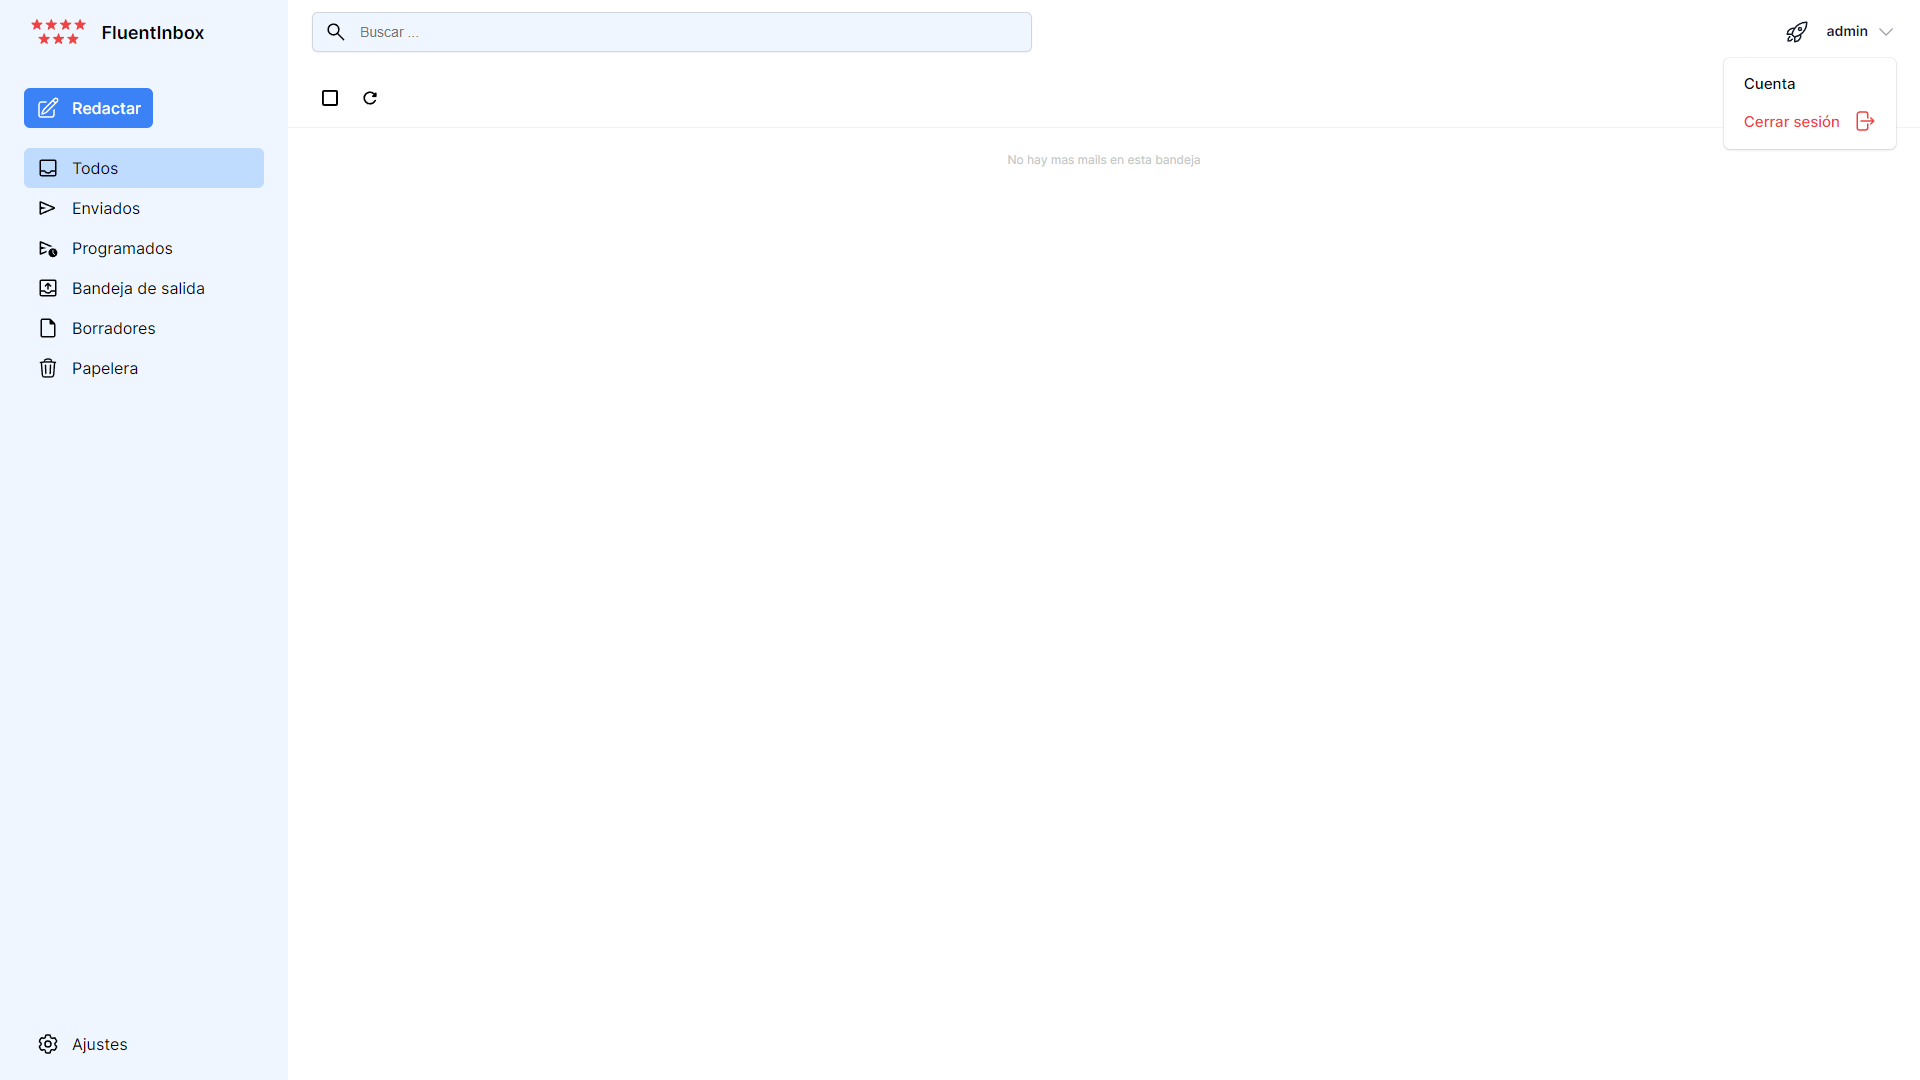 FluentInbox
Buscar ...
admin
Cuenta
Cerrar sesión
Redactar
Todos
Enviados
Programados
Bandeja de salida
Borradores
Papelera
No hay mas mails en esta bandeja
Ajustes